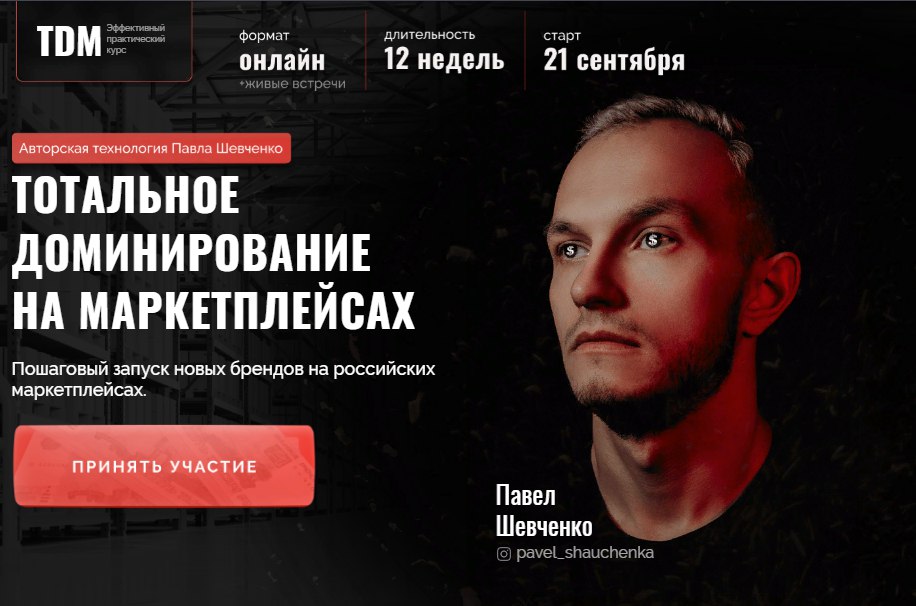 TDM
Эффективный
практический
курс
формат
онлайн
+живые встречи
длительность
12 недель
старт
21 сентября
Авторская технология Павла Шевченко
ТОТАЛЬНОЕ
ДОМИНИРОВАНИЕ
НА МАРКЕТПЛЕЙСАХ
Пошаговый запуск новых брендов на российских
маркетплейсах.
ПРИНЯТЬ УЧАСТИЕ
$ $
Павел
Шевченко
pavel_shauchenka